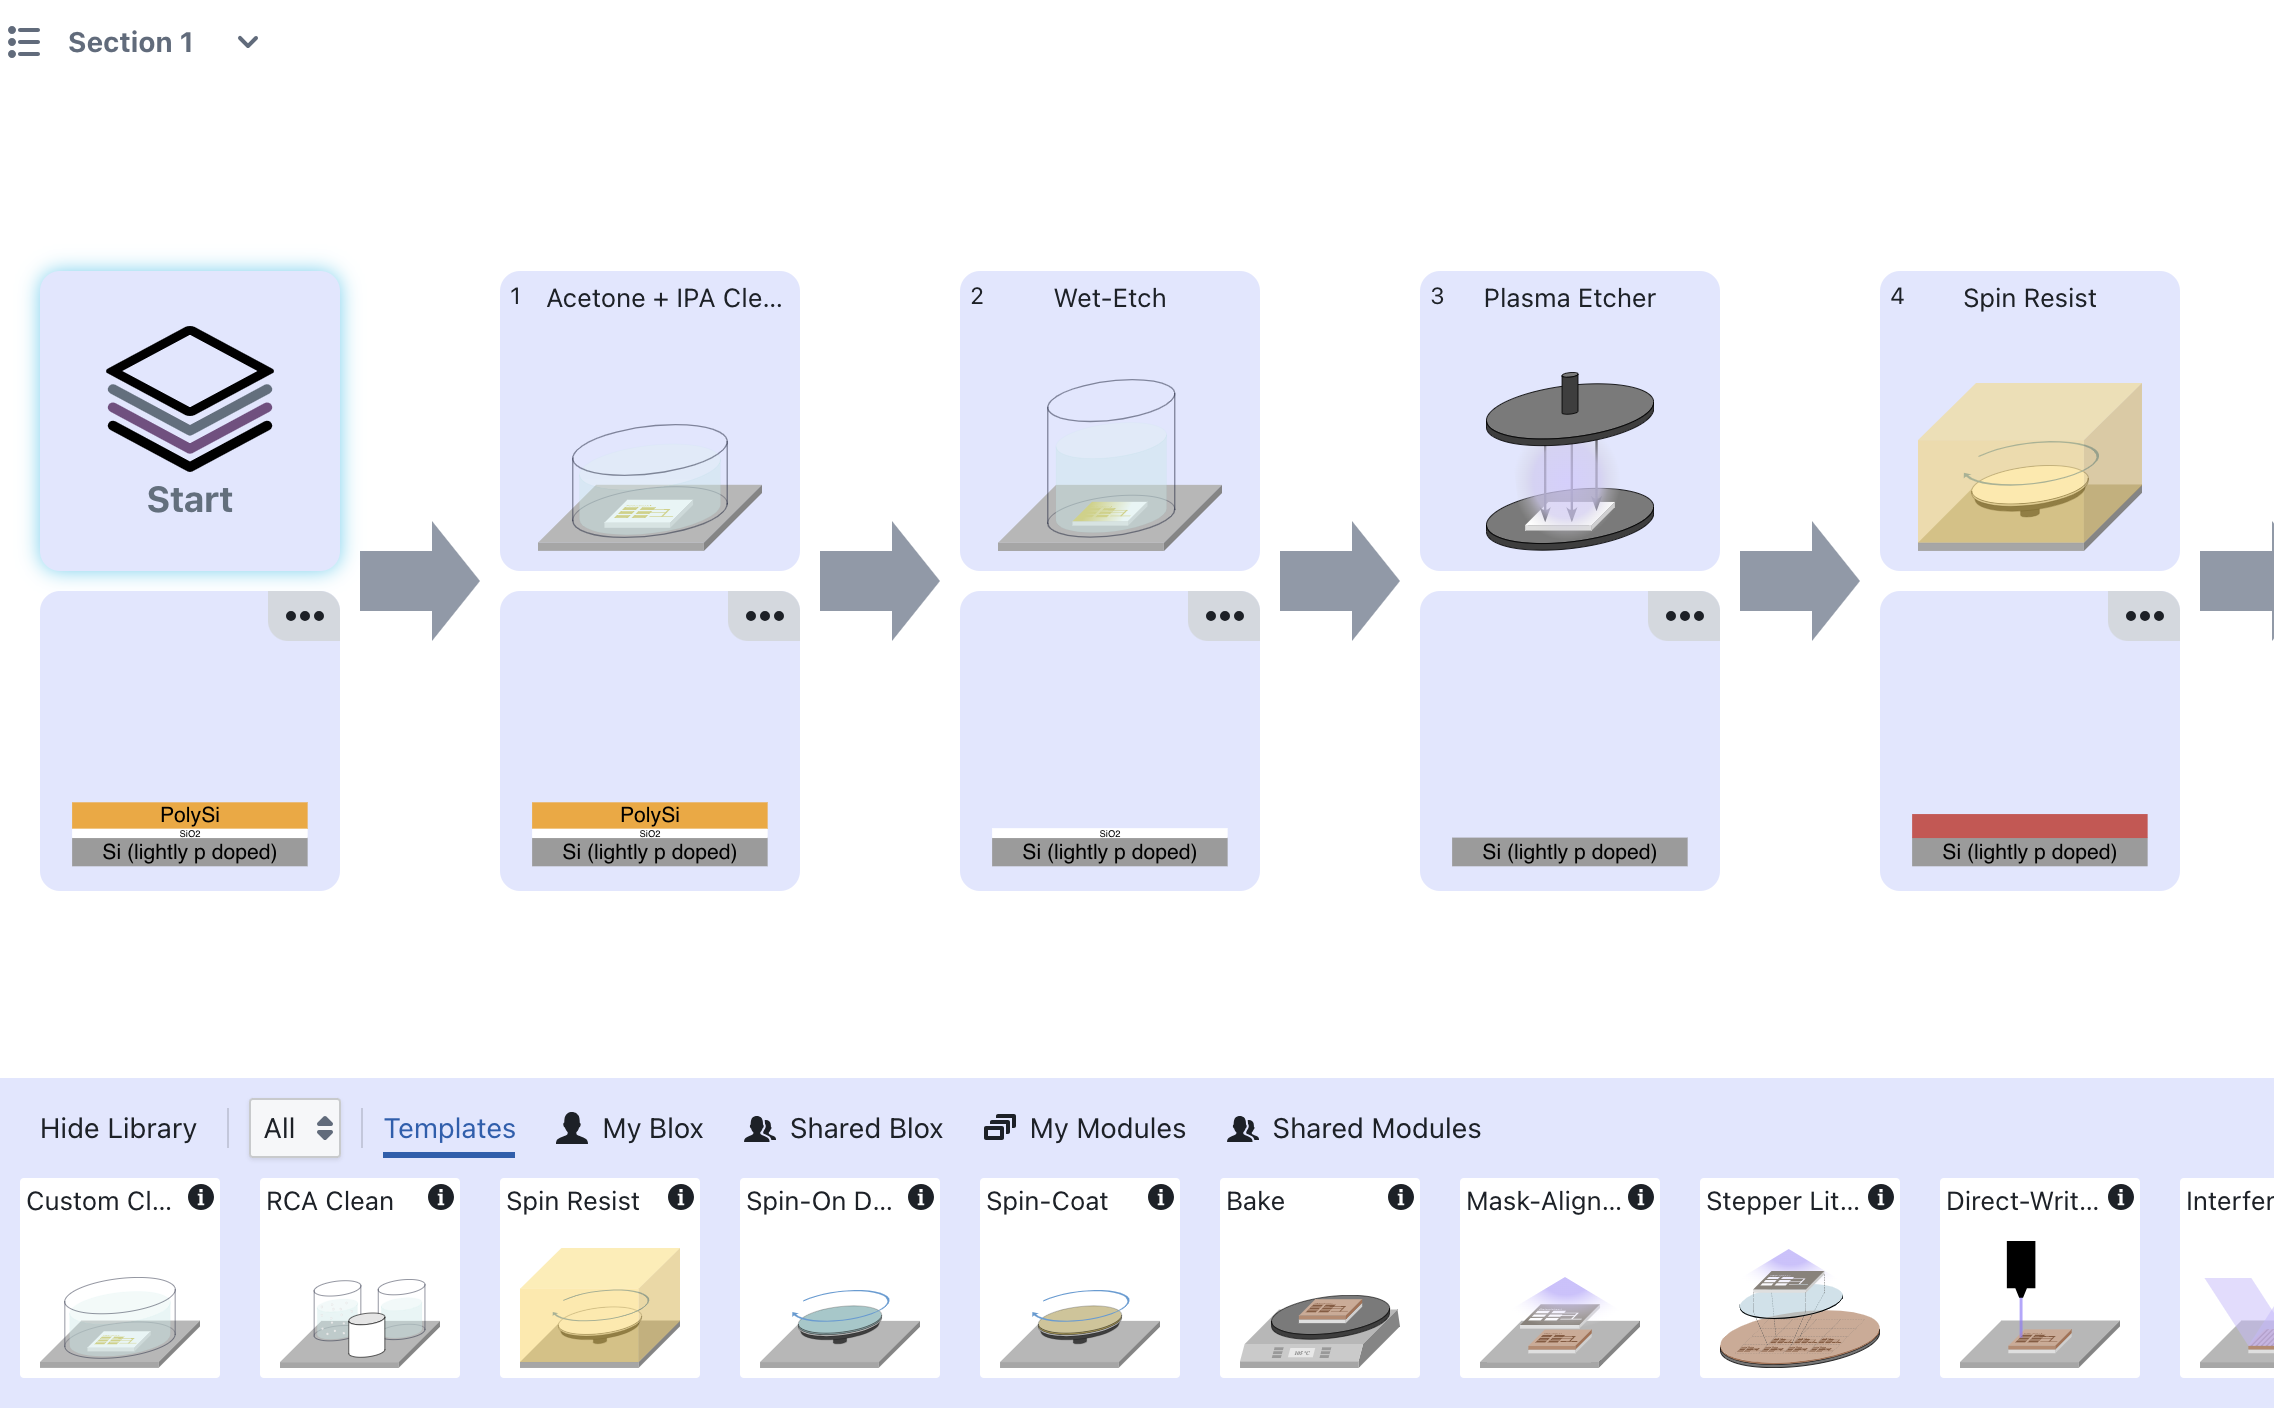 Section 1
Start
1 Acetone + IPA Cle...
2 Wet-Etch
3 Plasma Etcher
4 Spin Resist
PolySi
SiO2
Si (lightly p doped)
PolySi
SiO2
Si (lightly p doped)
SiO2
Si (lightly p doped)
Si (lightly p doped)
Si (lightly p doped)
Hide Library
All
Templates
My Blox
Shared Blox
My Modules
Shared Modules
Custom Cl...
RCA Clean
Spin Resist
Spin-On D...
Spin-Coat
Bake
Mask-Align...
Stepper Lit...
Direct-Writ...
Interfer